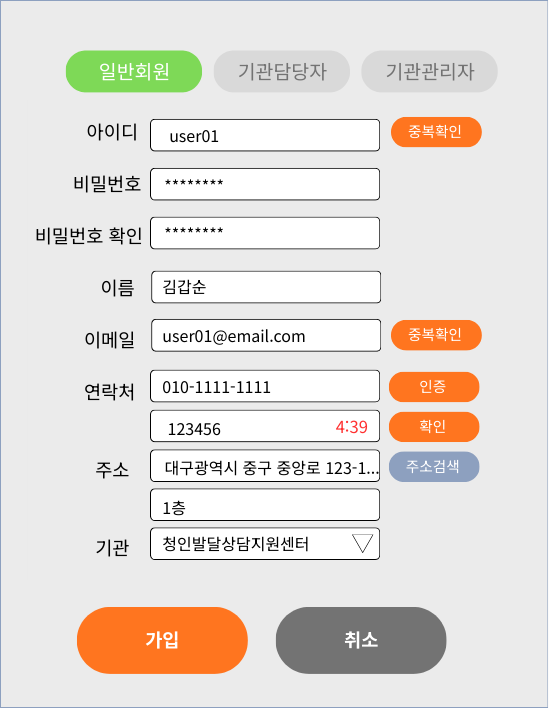 일반회원 기관담당자 기관관리자
아이디 user01 중복확인
비밀번호 ********
비밀번호 확인 ********
이름 김갑순
이메일 user01@email.com 중복확인
연락처 010-1111-1111 인증
123456 4:39 확인
주소 대구광역시 중구 중앙로 123-1... 주소검색
1층
기관 청인발달상담지원센터
가입 취소